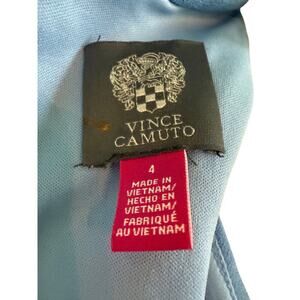 VINCE
CAMUTO
4
MADE IN
VIETNAM/
HECHO EN
VIETNAM/
FABRIQUÉ
AU VIETNAM